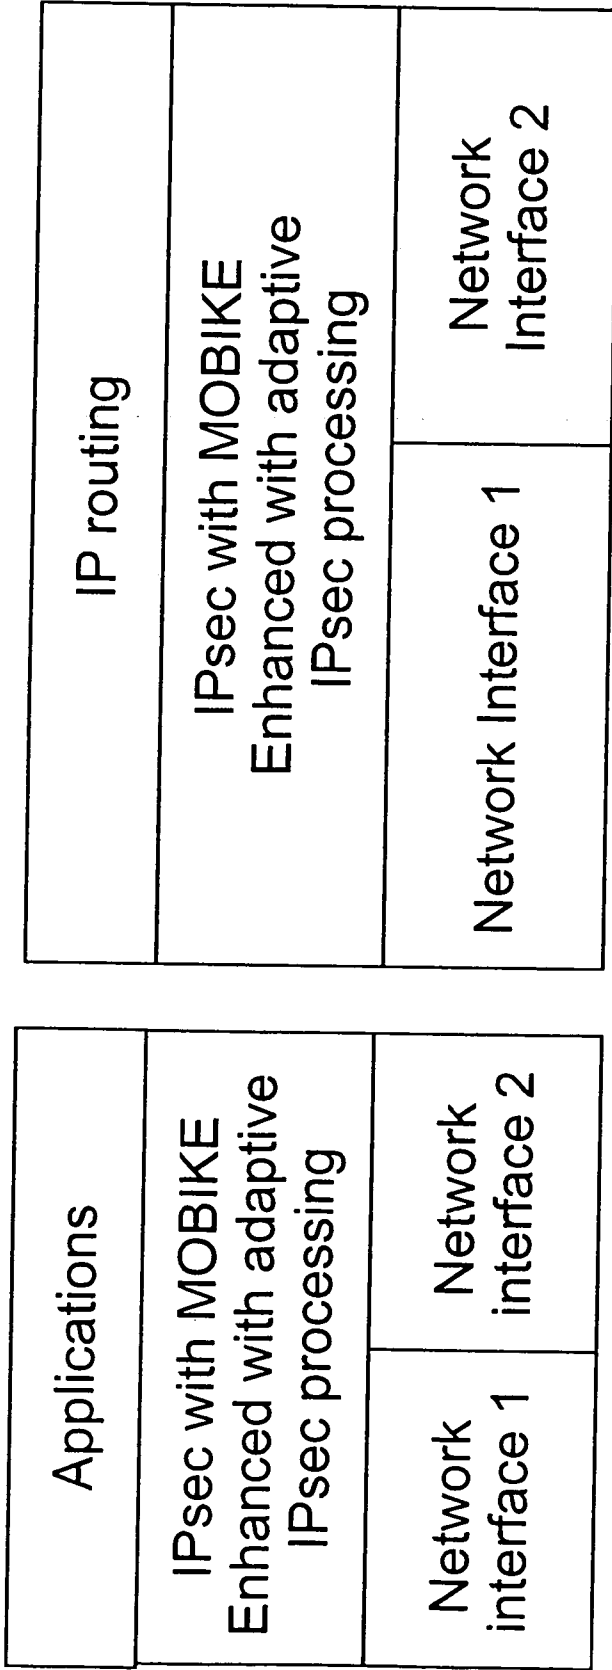 Applications
IPsec with MOBIKE
Enhanced with adaptive
IPsec processing
Network
interface 1
Network
interface 2
IP routing
IPsec with MOBIKE
Enhanced with adaptive
IPsec processing
Network Interface 1
Network
Interface 2